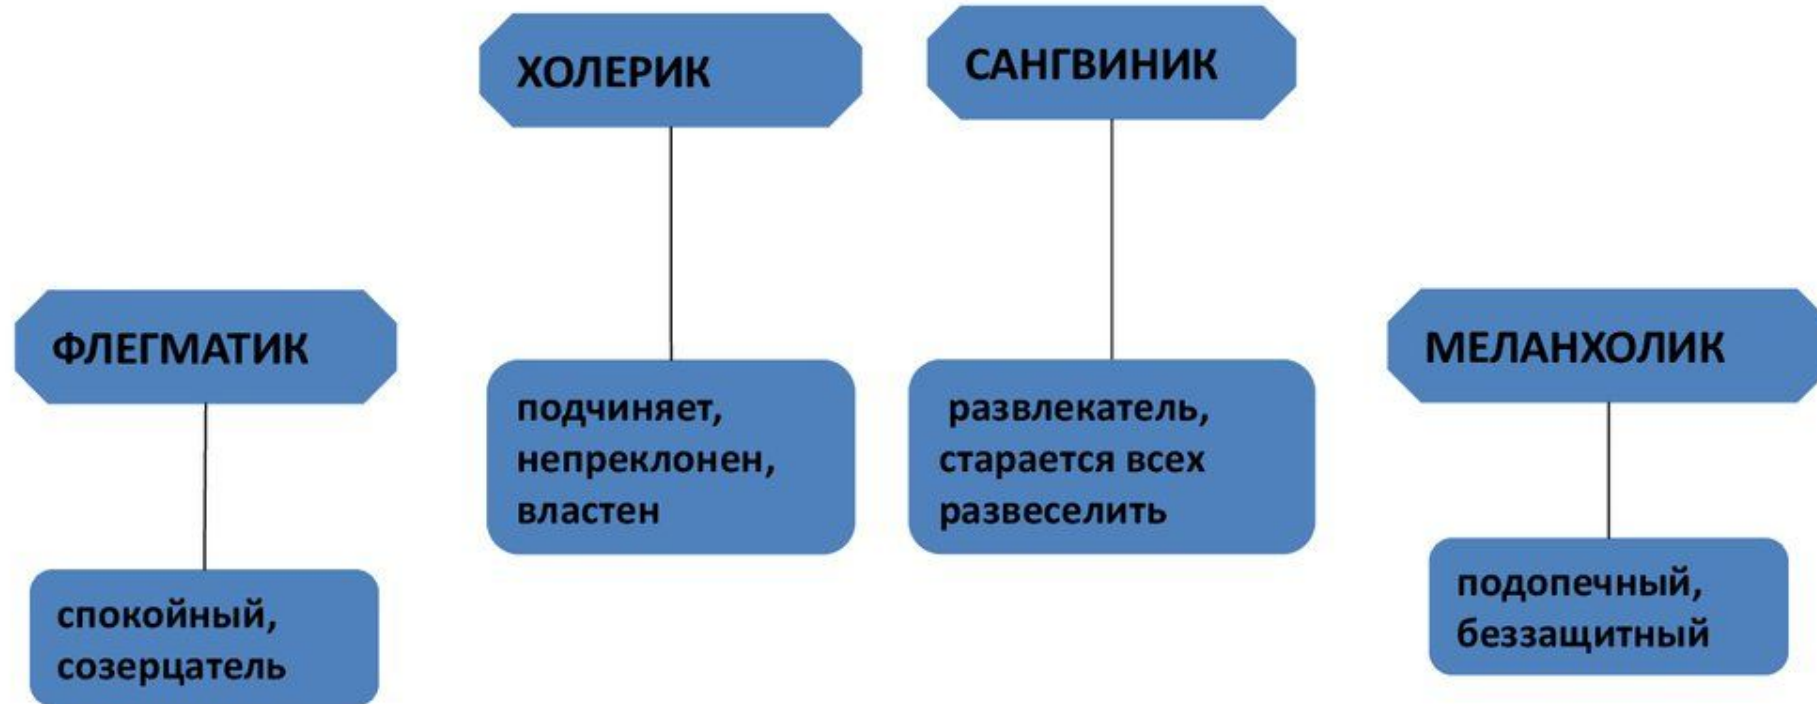 ХОЛЕРИК
САНГВИНИК
ФЛЕГМАТИК
МЕЛАНХОЛИК
подчиняет,
непреклонен,
властен
развлекатель,
старается всех
развеселить
спокойный,
созерцатель
подопечный,
беззащитный